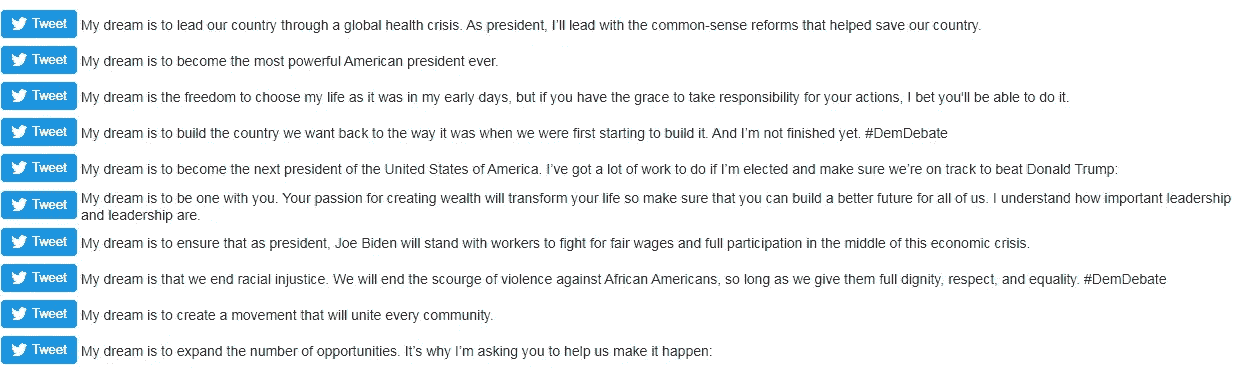 Tweet My dream is to lead our country through a global health crisis. As president, I'll lead with the common-sense reforms that helped save our country.
Tweet My dream is to become the most powerful American president ever.
Tweet My dream is the freedom to choose my life as it was in my early days, but if you have the grace to take responsibility for your actions, I bet you'll be able to do it.
Tweet My dream is to build the country we want back to the way it was when we were first starting to build it. And I'm not finished yet. #DemDebate
Tweet My dream is to become the next president of the United States of America. I've got a lot of work to do if I'm elected and make sure we're on track to beat Donald Trump:
Tweet My dream is to be one with you. Your passion for creating wealth will transform your life so make sure that you can build a better future for all of us. I understand how important leadership
and leadership are.
Tweet My dream is to ensure that as president, Joe Biden will stand with workers to fight for fair wages and full participation in the middle of this economic crisis.
Tweet My dream is that we end racial injustice. We will end the scourge of violence against African Americans, so long as we give them full dignity, respect, and equality. #DemDebate
Tweet My dream is to create a movement that will unite every community.
Tweet My dream is to expand the number of opportunities. It's why I'm asking you to help us make it happen: